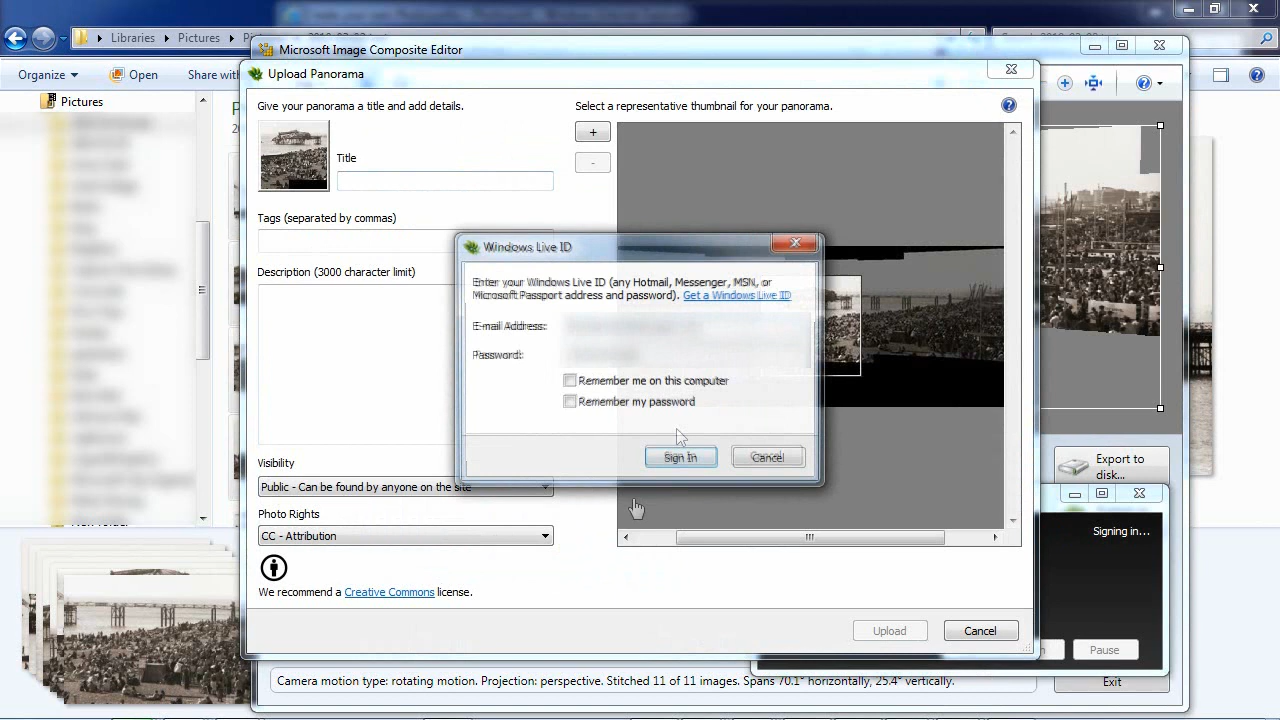 Libraries
Pictures
Organize
Open
Share with
Pictures
Microsoft Image Composite Editor
Upload Panorama
Give your panorama a title and add details.
Select a representative thumbnail for your panorama.
+
-
Title
Tags (separated by commas)
Description (3000 character limit)
Windows Live ID
Enter your Windows Live ID (any Hotmail, Messenger, MSN, or
Microsoft Passport address and password). Get a Windows Live ID
E-mail Address:
Password:
Remember me on this computer
Remember my password
Sign In
Cancel
Visibility
Public - Can be found by anyone on the site
Photo Rights
CC - Attribution
We recommend a Creative Commons license.
Upload
Cancel
Export to
disk...
Signing in...
Pause
Camera motion type: rotating motion. Projection: perspective. Stitched 11 of 11 images. Spans 70.1° horizontally, 25.4° vertically.
Exit